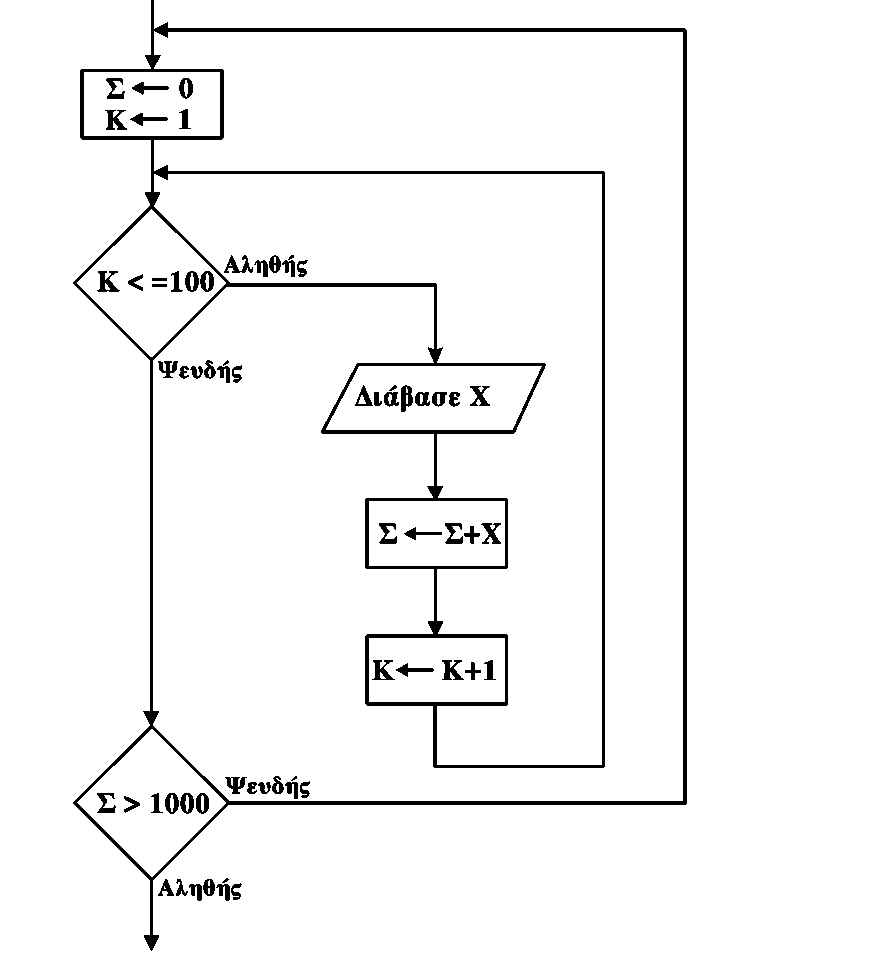 Σ ← 0
Κ ← 1
Κ < =100
Αληθής
Ψευδής
Διάβασε Χ
Σ ← Σ+Χ
Κ ← Κ+1
Σ > 1000
Ψευδής
Αληθής